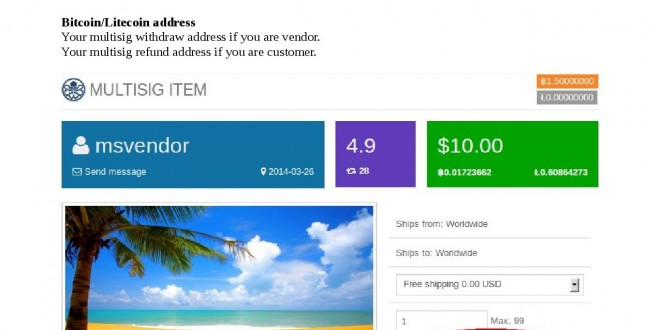 Bitcoin/Litecoin address
Your multisig withdraw address if you are vendor.
Your multisig refund address if you are customer.
MULTISIG ITEM
฿1.50000000
Ł0.00000000
msvendor
Send message
2014-03-26
4.9
28
$10.00
฿0.01723662
Ł0.60864273
Ships from: Worldwide
Ships to: Worldwide
Free shipping 0.00 USD
1
Max. 99